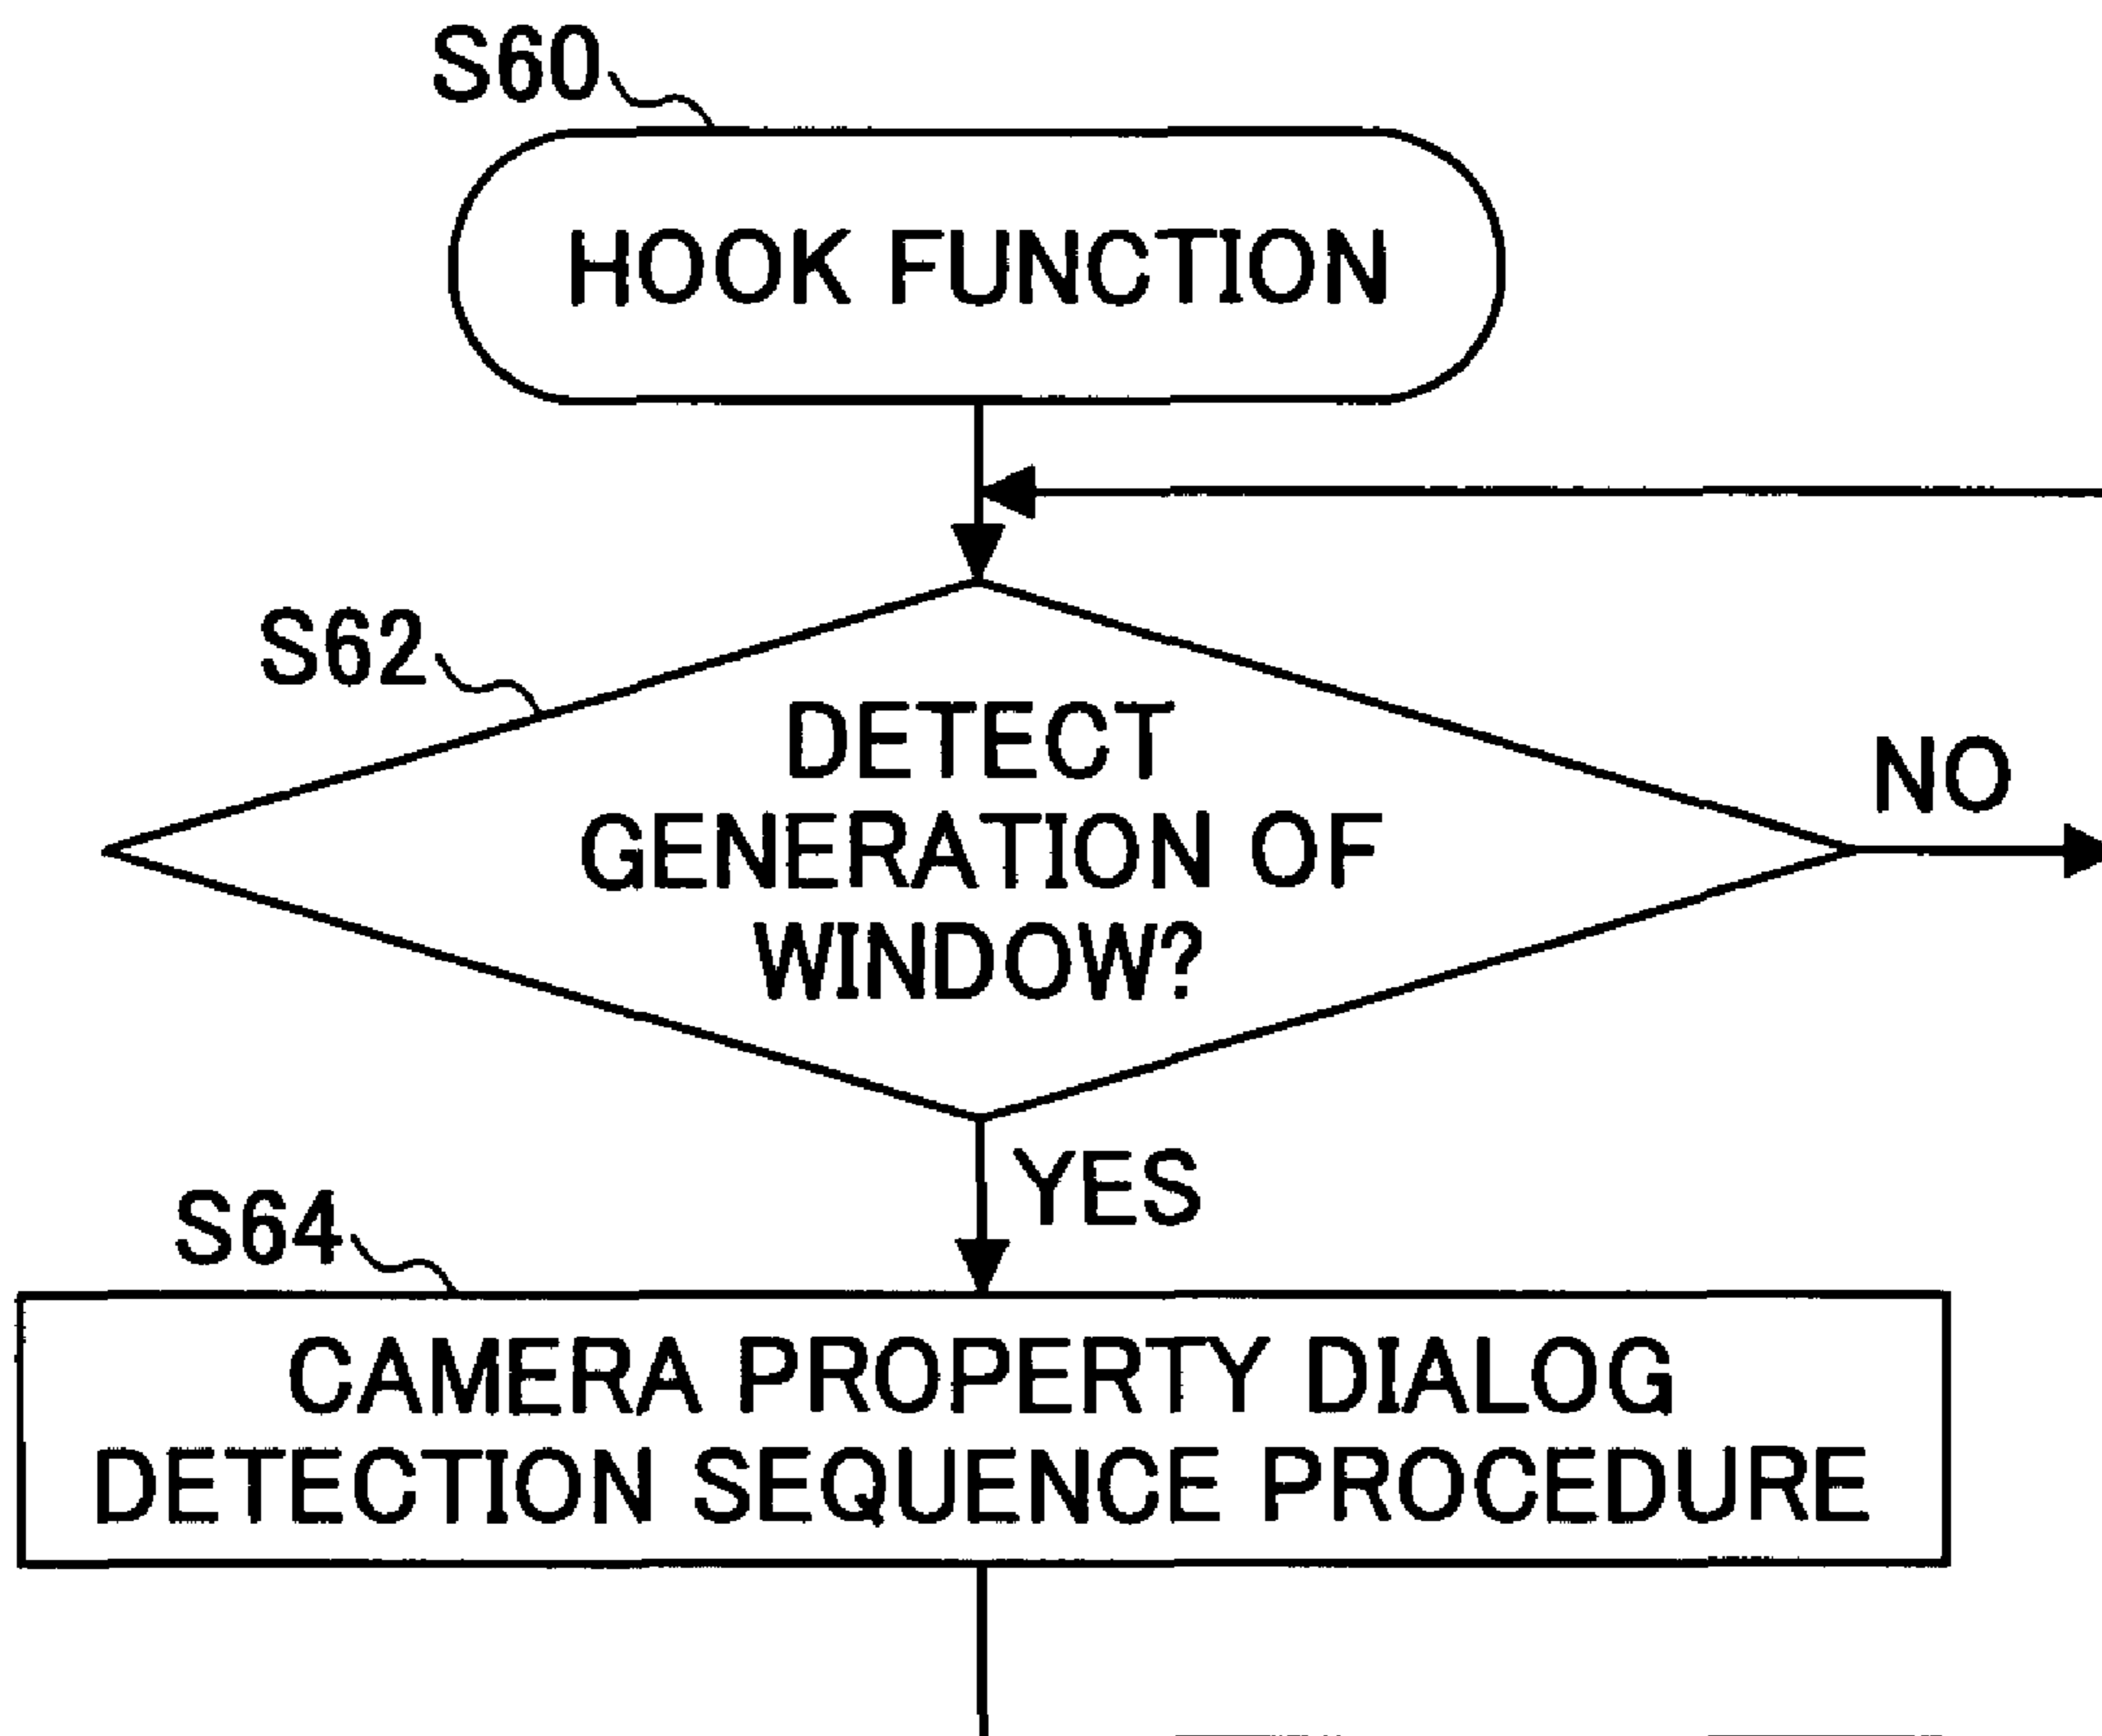 S60
HOOK FUNCTION
S62
DETECT
GENERATION OF
WINDOW?
NO
YES
S64
CAMERA PROPERTY DIALOG
DETECTION SEQUENCE PROCEDURE